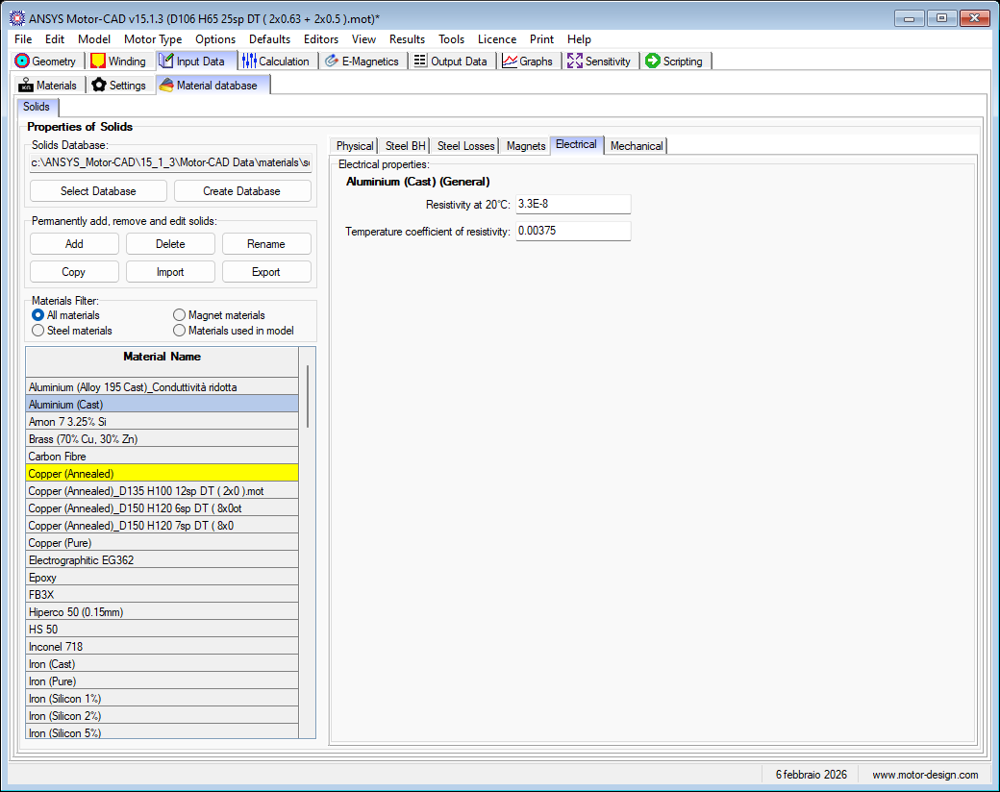 ANSYS Motor-CAD v15.1.3 (D106 H65 25sp DT ( 2x0.63 + 2x0.5 ).mot)*
File Edit Model Motor Type Options Defaults Editors View Results Tools Licence Print Help
Geometry Winding Input Data Calculation E-Magnetics Output Data Graphs Sensitivity Scripting
Materials Settings Material database
Solids
Properties of Solids
Solids Database:
c:\ANSYS_Motor-CAD\15_1_3\Motor-CAD Data\materials\s
Select Database Create Database
Permanently add, remove and edit solids:
Add Delete Rename
Copy Import Export
Materials Filter:
All materials Magnet materials
Steel materials Materials used in model
Material Name
Aluminium (Alloy 195 Cast)_Conduttività ridotta
Aluminium (Cast)
Arnon 7 3.25% Si
Brass (70% Cu, 30% Zn)
Carbon Fibre
Copper (Annealed)
Copper (Annealed)_D135 H100 12sp DT ( 2x0 ).mot
Copper (Annealed)_D150 H120 6sp DT ( 8x0ot
Copper (Annealed)_D150 H120 7sp DT ( 8x0
Copper (Pure)
Electrographitic EG362
Epoxy
FB3X
Hiperco 50 (0.15mm)
HS 50
Inconel 718
Iron (Cast)
Iron (Pure)
Iron (Silicon 1%)
Iron (Silicon 2%)
Iron (Silicon 5%)
Physical Steel BH Steel Losses Magnets Electrical Mechanical
Electrical properties:
Aluminium (Cast) (General)
Resistivity at 20°C: 3.3E-8
Temperature coefficient of resistivity: 0.00375
6 febbraio 2026 www.motor-design.com